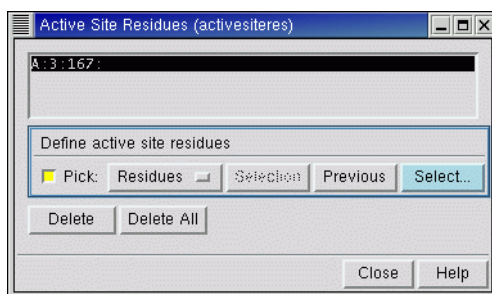 Active Site Residues (activesiteres)
A:3:167:
Define active site residues
Pick: Residues Selection Previous Select...
Delete Delete All
Close Help